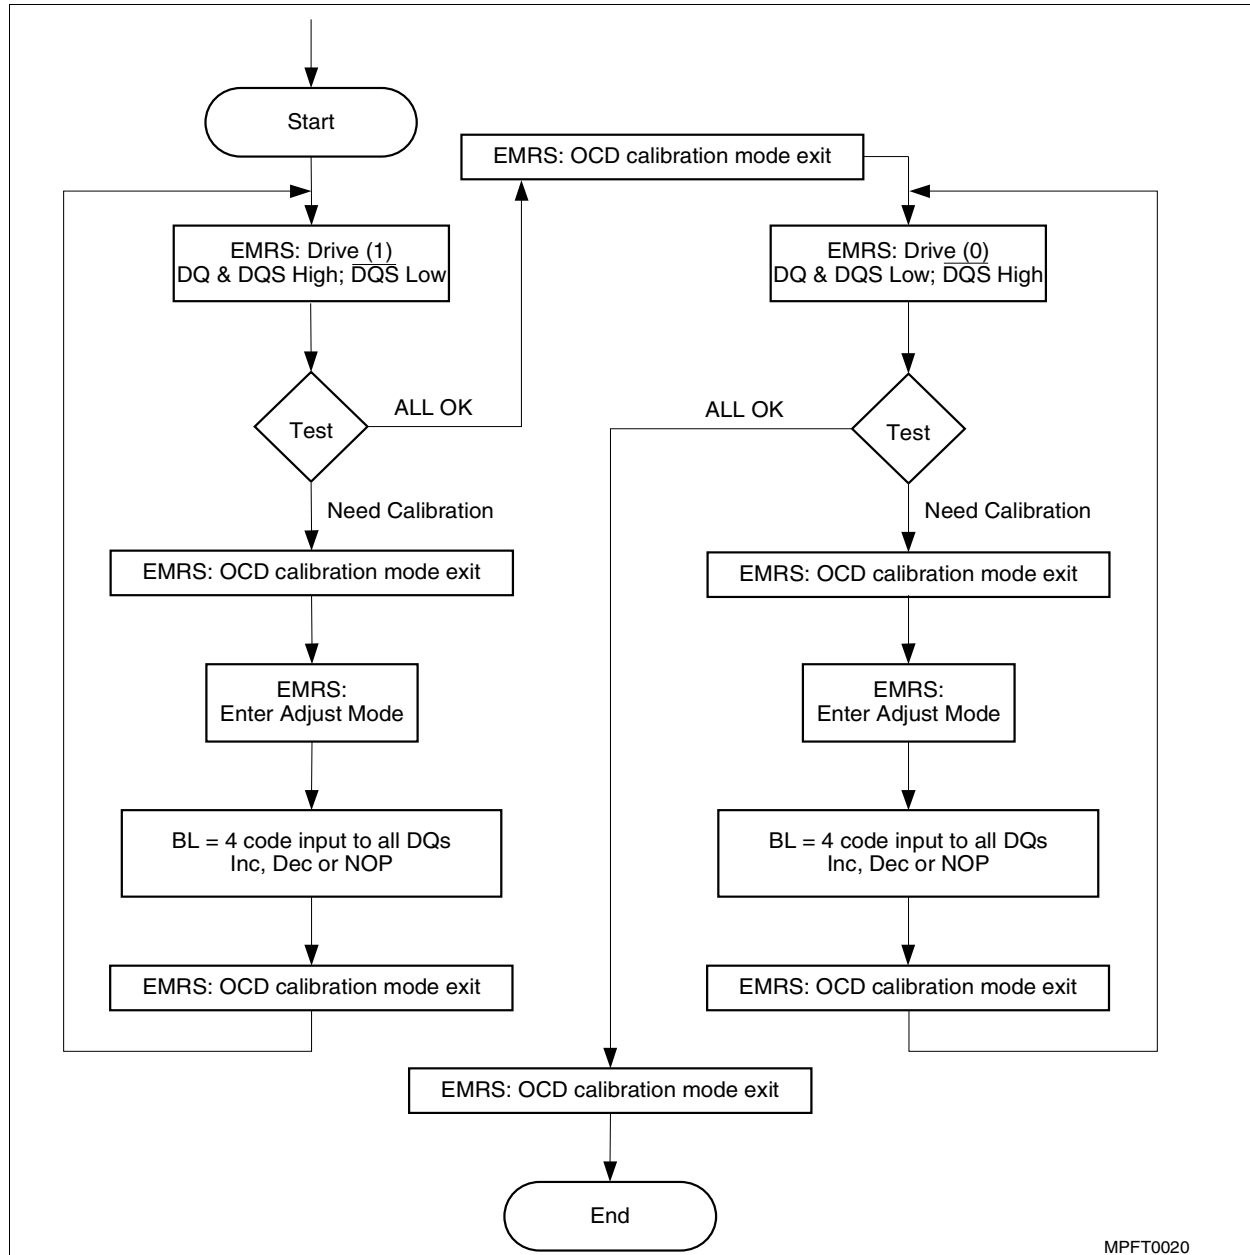 Start
EMRS: OCD calibration mode exit
EMRS: Drive (1)
DQ & DQS High; D̅Q̅S̅ Low
EMRS: Drive (0)
DQ & DQS Low; D̅Q̅S̅ High
Test
ALL OK
ALL OK
Test
Need Calibration
Need Calibration
EMRS: OCD calibration mode exit
EMRS: OCD calibration mode exit
EMRS:
Enter Adjust Mode
EMRS:
Enter Adjust Mode
BL = 4 code input to all DQs
Inc, Dec or NOP
BL = 4 code input to all DQs
Inc, Dec or NOP
EMRS: OCD calibration mode exit
EMRS: OCD calibration mode exit
EMRS: OCD calibration mode exit
End
MPFT0020